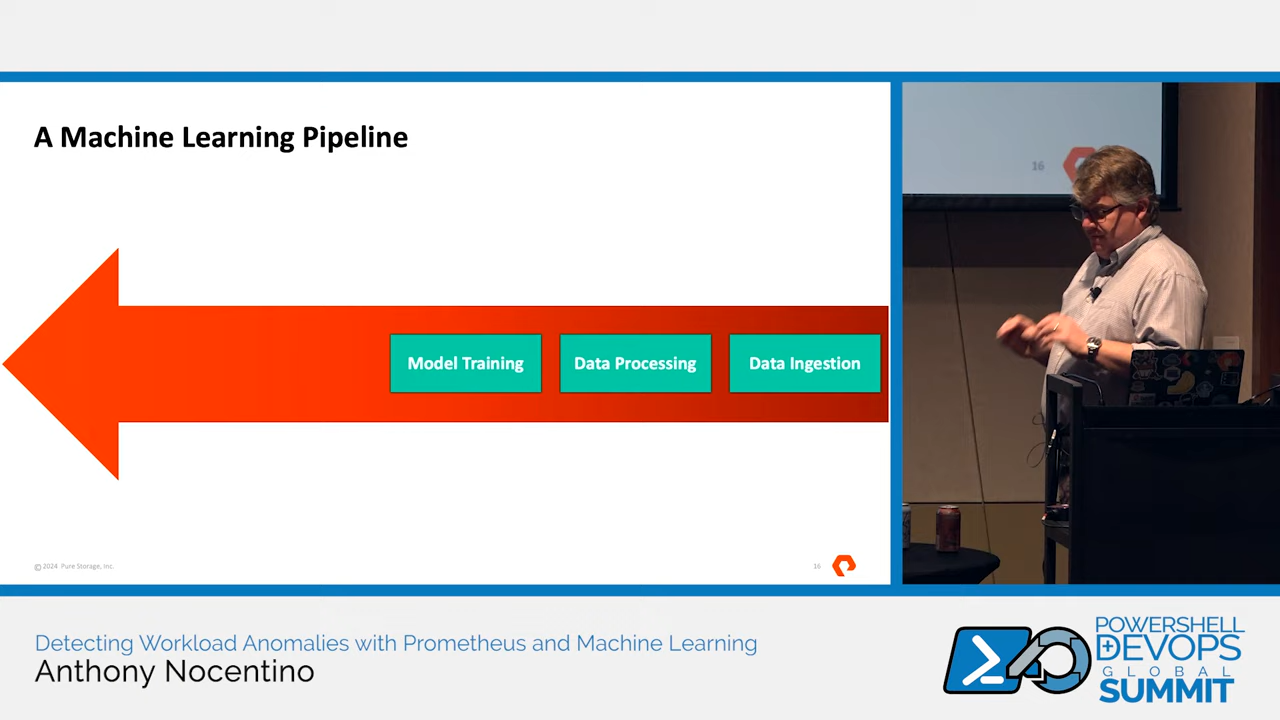 A Machine Learning Pipeline
16
Model Training
Data Processing
Data Ingestion
© 2024 Pure Storage, Inc.
16
Detecting Workload Anomalies with Prometheus and Machine Learning
Anthony Nocentino
POWERSHELL
DEVOPS
GLOBAL
SUMMIT